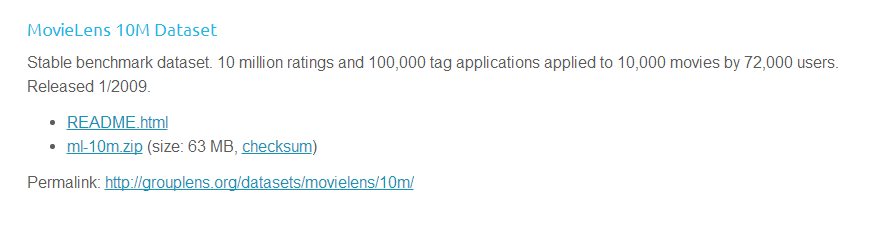 MovieLens 10M Dataset
Stable benchmark dataset. 10 million ratings and 100,000 tag applications applied to 10,000 movies by 72,000 users.
Released 1/2009.
• README.html
• ml-10m.zip (size: 63 MB, checksum)
Permalink: http://grouplens.org/datasets/movielens/10m/